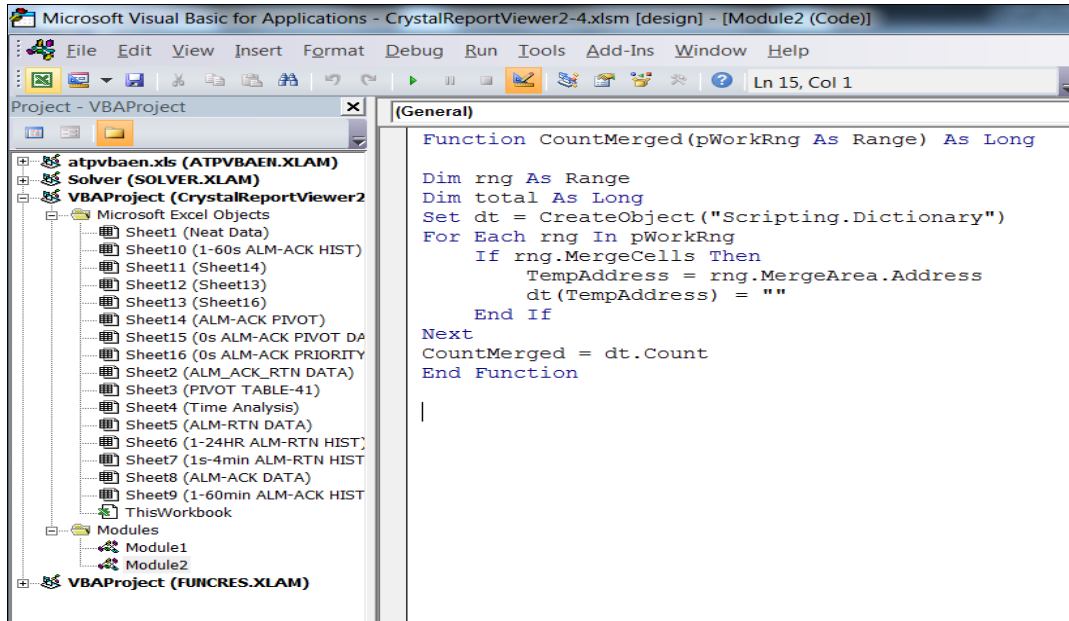 Microsoft Visual Basic for Applications - CrystalReportViewer2-4.xlsm [design] - [Module2 (Code)]
File Edit View Insert Format Debug Run Tools Add-Ins Window Help
Ln 15, Col 1
Project - VBAProject
(General)
atpvbaen.xls (ATPVBAEN.XLAM)
Solver (SOLVER.XLAM)
VBAProject (CrystalReportViewer2
Microsoft Excel Objects
Sheet1 (Neat Data)
Sheet10 (1-60s ALM-ACK HIST)
Sheet11 (Sheet14)
Sheet12 (Sheet13)
Sheet13 (Sheet16)
Sheet14 (ALM-ACK PIVOT)
Sheet15 (0s ALM-ACK PIVOT DA
Sheet16 (0s ALM-ACK PRIORITY
Sheet2 (ALM_ACK_RTN DATA)
Sheet3 (PIVOT TABLE-41)
Sheet4 (Time Analysis)
Sheet5 (ALM-RTN DATA)
Sheet6 (1-24HR ALM-RTN HIST)
Sheet7 (1s-4min ALM-RTN HIST
Sheet8 (ALM-ACK DATA)
Sheet9 (1-60min ALM-ACK HIST
ThisWorkbook
Modules
Module1
Module2
VBAProject (FUNCRES.XLAM)
Function CountMerged(pWorkRng As Range) As Long
Dim rng As Range
Dim total As Long
Set dt = CreateObject("Scripting.Dictionary")
For Each rng In pWorkRng
If rng.MergeCells Then
TempAddress = rng.MergeArea.Address
dt(TempAddress) = ""
End If
Next
CountMerged = dt.Count
End Function